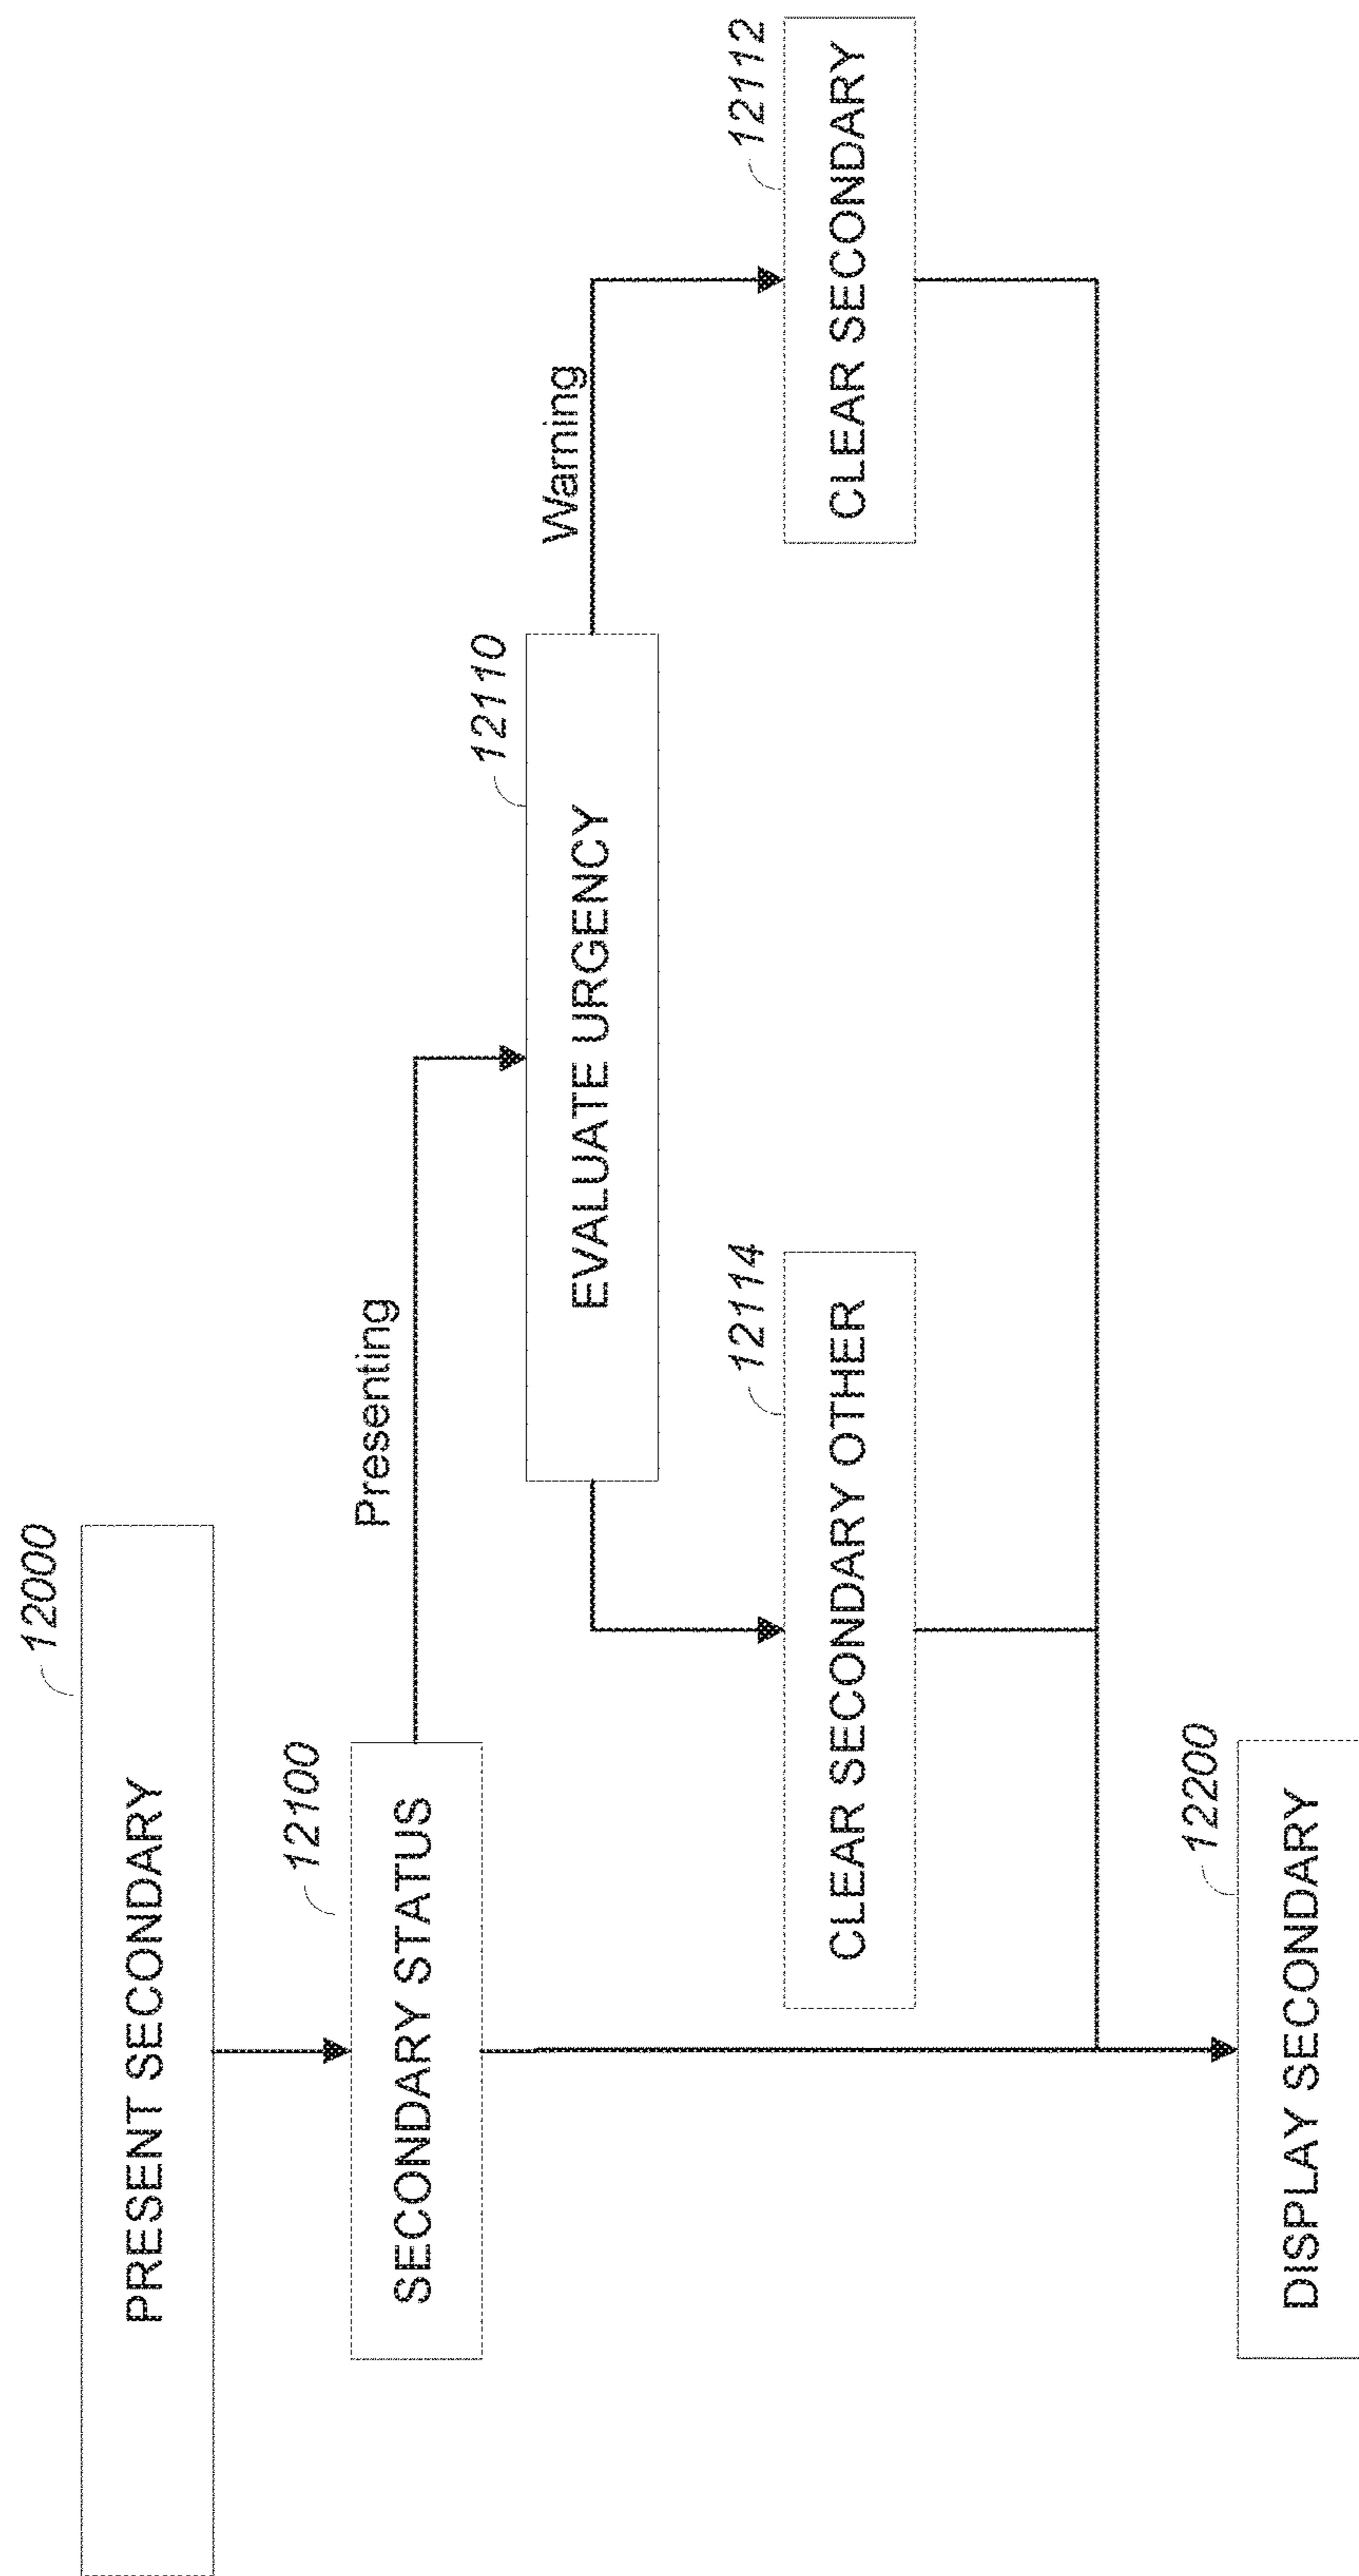 12000
PRESENT SECONDARY
12100
SECONDARY STATUS
Presenting
12110
EVALUATE URGENCY
Warning
12114
CLEAR SECONDARY OTHER
12112
CLEAR SECONDARY
12200
DISPLAY SECONDARY